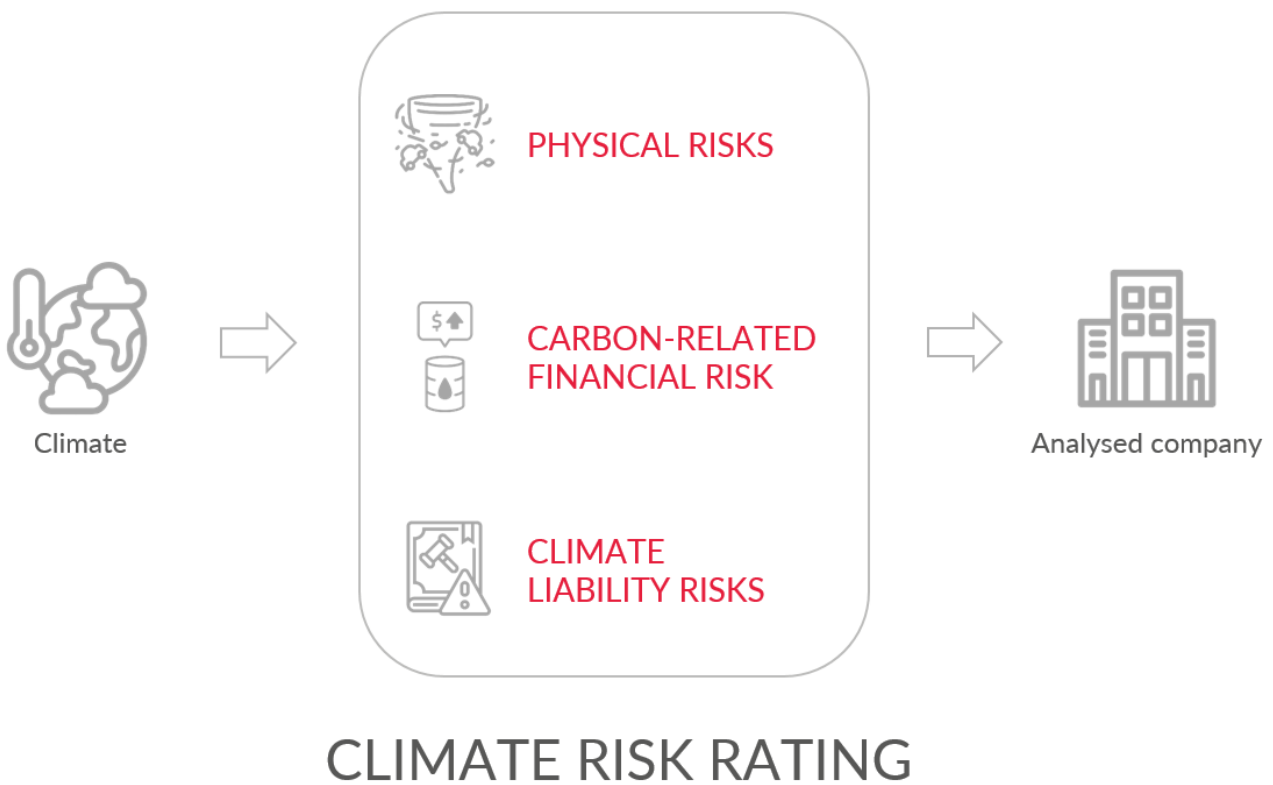 PHYSICAL RISKS
$
CARBON-RELATED
FINANCIAL RISK
Climate
Analysed company
CLIMATE
LIABILITY RISKS
CLIMATE RISK RATING